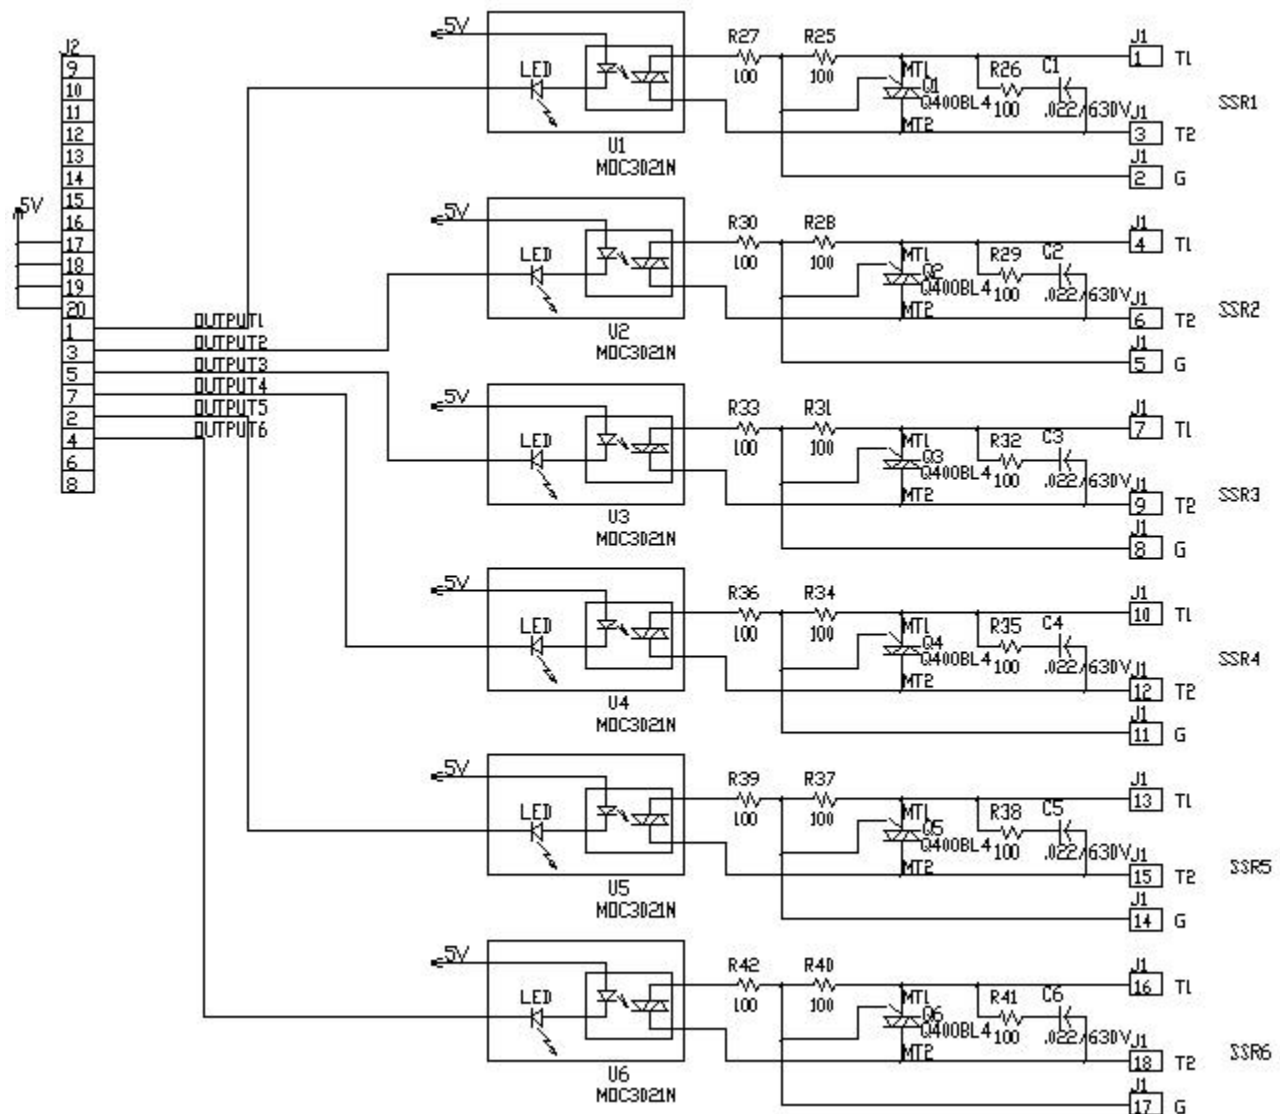 J2
9
10
11
12
13
14
15
16
17
18
19
20
1
3
5
7
2
4
6
8
5V
OUTPUT1
OUTPUT2
OUTPUT3
OUTPUT4
OUTPUT5
OUTPUT6
5V
LED
U1
MOC3021N
R27
100
R25
100
MT1
Q1
Q400BL4
MT2
R26
100
C1
.022/630V
J1
1 T1
J1
3 T2
J1
2 G
SSR1
5V
LED
U2
MOC3021N
R30
100
R28
100
MT1
Q2
Q400BL4
MT2
R29
100
C2
.022/630V
J1
4 T1
J1
6 T2
J1
5 G
SSR2
5V
LED
U3
MOC3021N
R33
100
R31
100
MT1
Q3
Q400BL4
MT2
R32
100
C3
.022/630V
J1
7 T1
J1
9 T2
J1
8 G
SSR3
5V
LED
U4
MOC3021N
R36
100
R34
100
MT1
Q4
Q400BL4
MT2
R35
100
C4
.022/630V
J1
10 T1
J1
12 T2
J1
11 G
SSR4
5V
LED
U5
MOC3021N
R39
100
R37
100
MT1
Q5
Q400BL4
MT2
R38
100
C5
.022/630V
J1
13 T1
J1
15 T2
J1
14 G
SSR5
5V
LED
U6
MOC3021N
R42
100
R40
100
MT1
Q6
Q400BL4
MT2
R41
100
C6
.022/630V
J1
16 T1
J1
18 T2
J1
17 G
SSR6